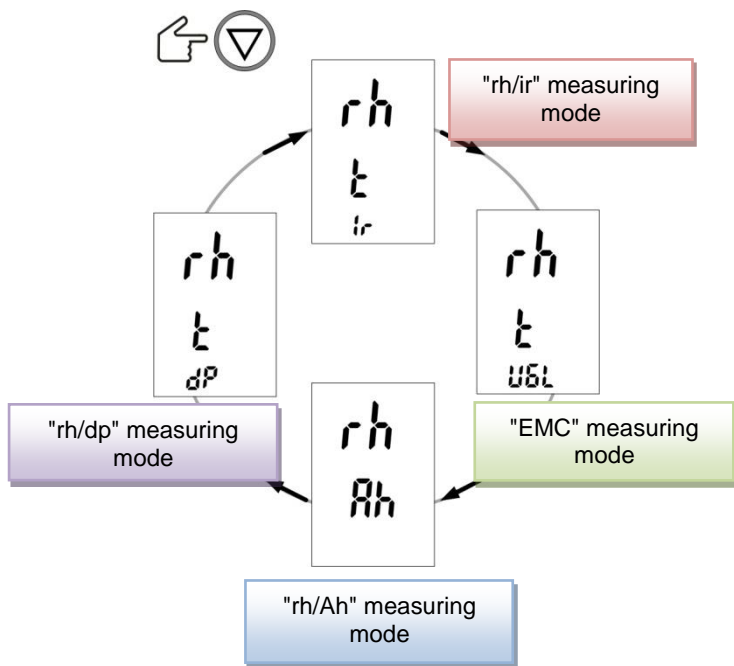 rh
t
ir
"rh/ir" measuring
mode
rh
t
UGL
"EMC" measuring
mode
rh
Ah
"rh/Ah" measuring
mode
rh
t
dP
"rh/dp" measuring
mode